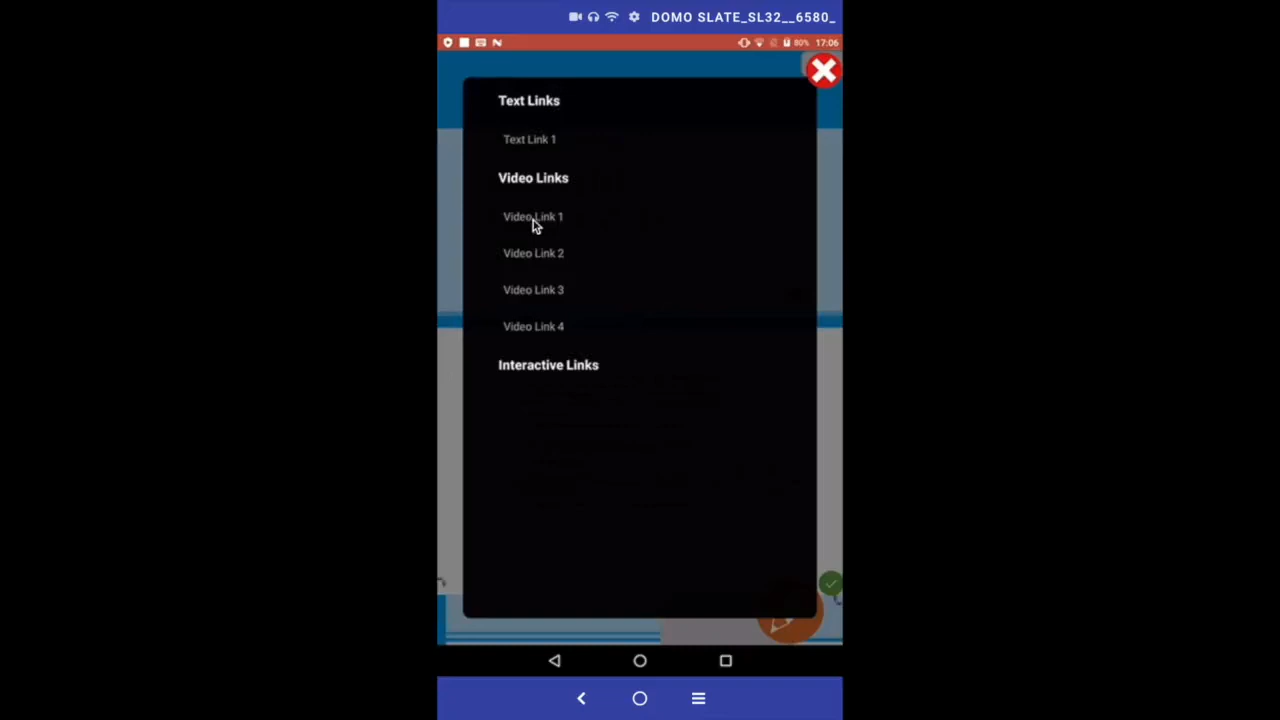 DOMO SLATE_SL32__6580_
80% 17:06
Text Links
Text Link 1
Video Links
Video Link 1
Video Link 2
Video Link 3
Video Link 4
Interactive Links